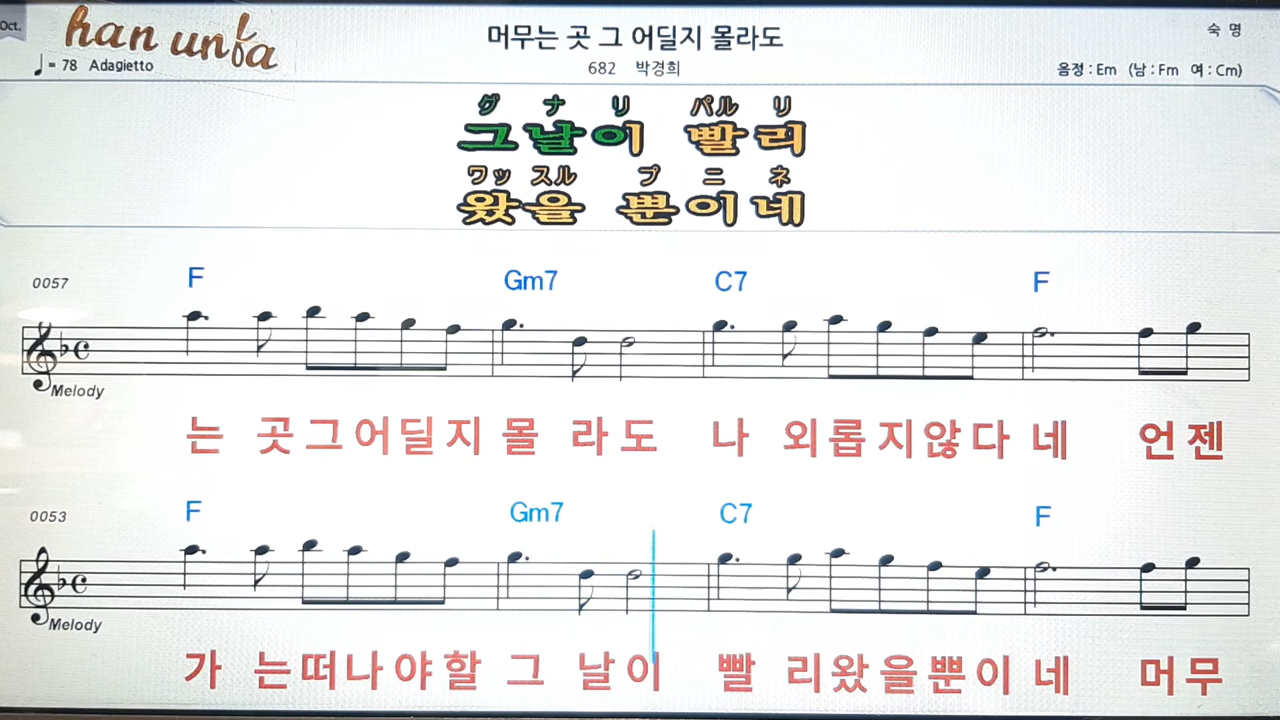 Oct.
han unfa
머무는 곳 그 어딜지 몰라도
숙 명
♩= 78 Adagietto
682 박경희
음정 : Em (남 : Fm 여 : Cm)
グ ナ リ パル リ
그날이 빨리
ワッ スル プ ニ ネ
왔을 뿐이네
0057
F Gm7 C7 F
Melody
는 곳그어딜지 몰 라도 나 외롭지않다 네 언젠
0053
F Gm7 C7 F
Melody
가 는떠나야할 그 날이 빨 리왔을뿐이 네 머무